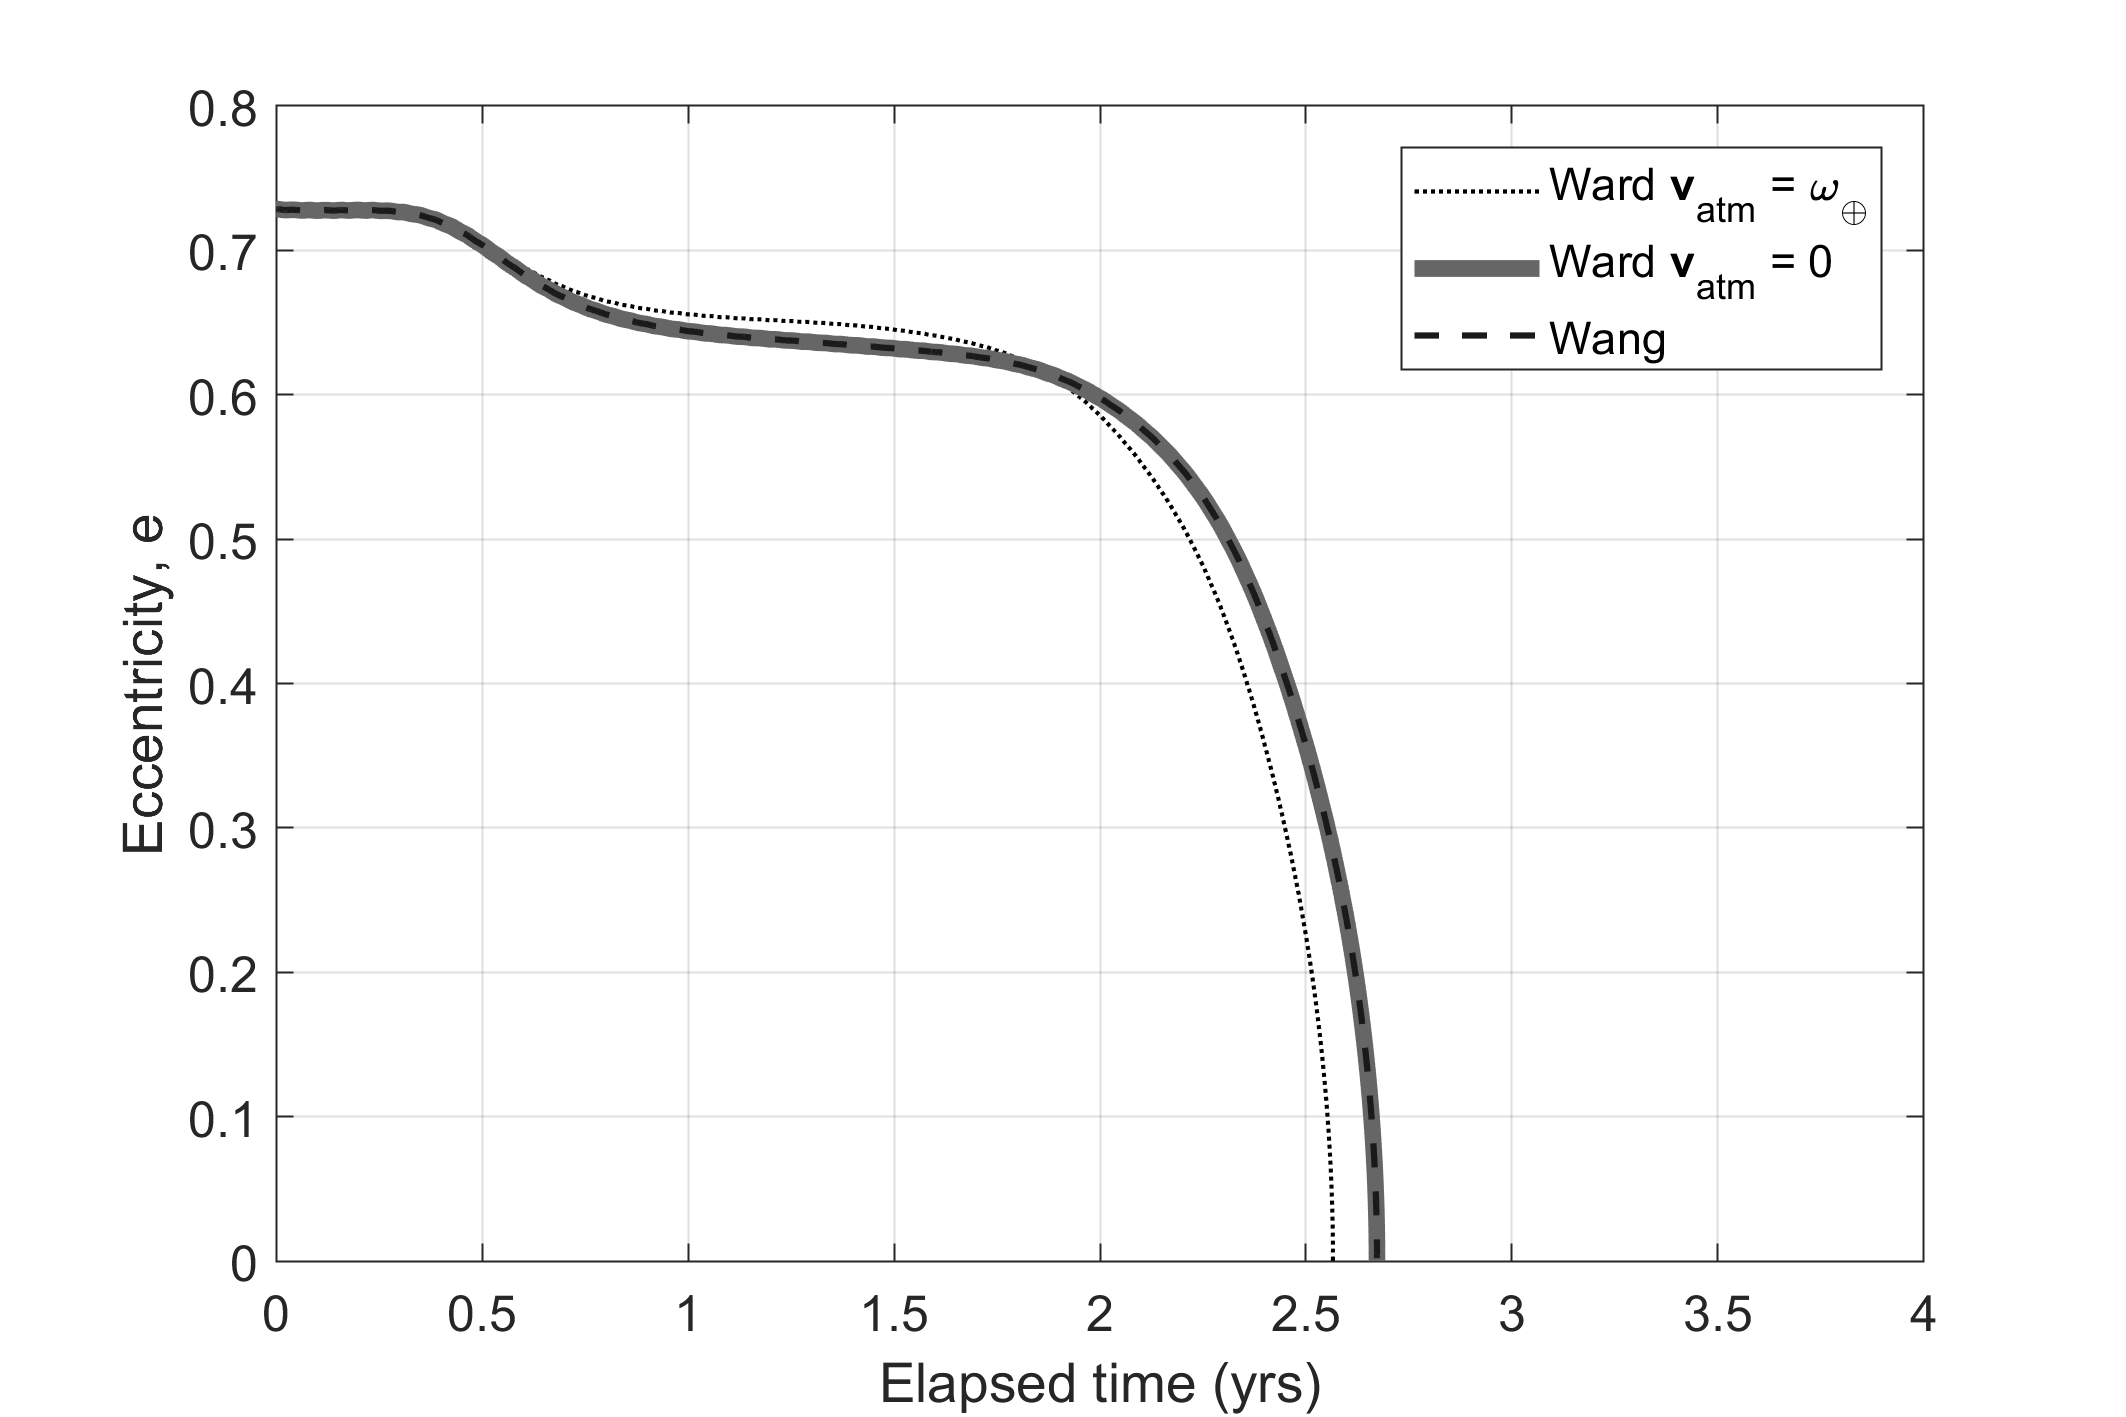 0.8
0.7
0.6
0.5
0.4
0.3
0.2
0.1
0
Eccentricity, e
Ward v_atm = ω_⊕
Ward v_atm = 0
Wang
0 0.5 1 1.5 2 2.5 3 3.5 4
Elapsed time (yrs)